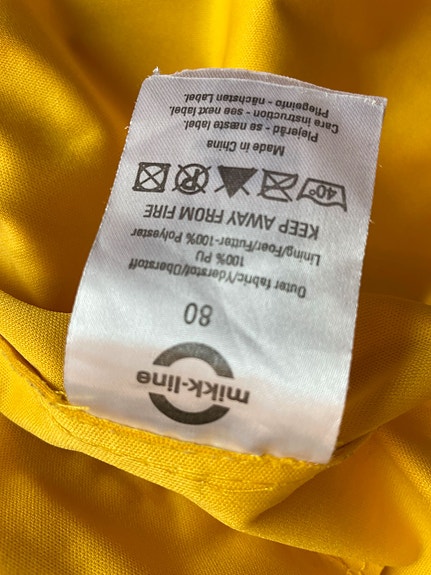 mikk-line
80
Outer fabric/Yderstof/Oberstoff
100% PU
Lining/Foer/Futter-100% Polyester
KEEP AWAY FROM FIRE
40°
Made in China
Plejeråd - se næste label.
Care instruction - see next label.
Pflegeinfo - nächsten Label.